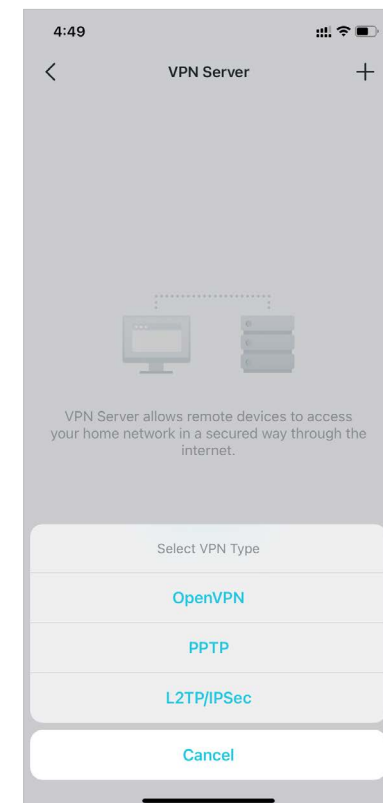 4:49
VPN Server
VPN Server allows remote devices to access
your home network in a secured way through the
internet.
Select VPN Type
OpenVPN
PPTP
L2TP/IPSec
Cancel